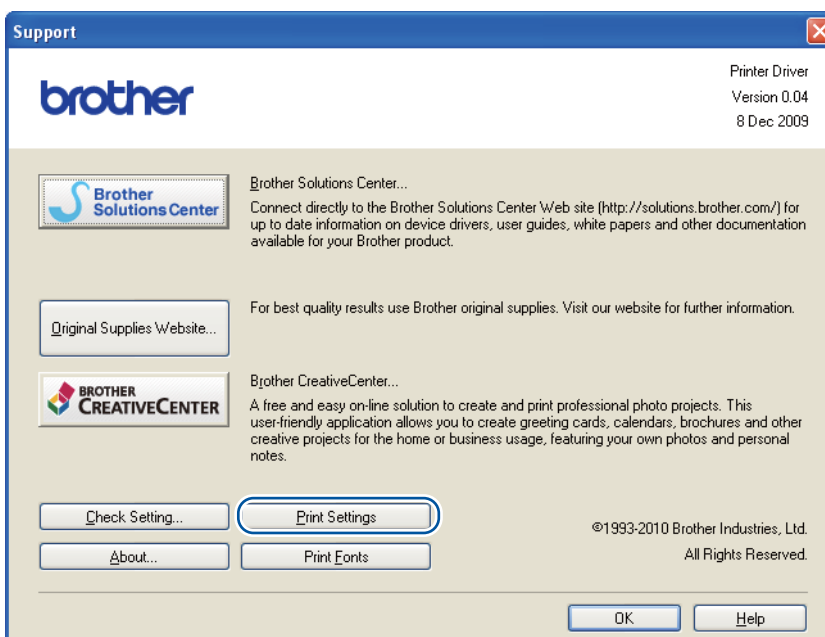 Support
brother
Printer Driver
Version 0.04
8 Dec 2009
Brother
Solutions Center
Brother Solutions Center...
Connect directly to the Brother Solutions Center Web site (http://solutions.brother.com/) for
up to date information on device drivers, user guides, white papers and other documentation
available for your Brother product.
Original Supplies Website...
For best quality results use Brother original supplies. Visit our website for further information.
BROTHER
CREATIVECENTER
Brother CreativeCenter...
A free and easy on-line solution to create and print professional photo projects. This
user-friendly application allows you to create greeting cards, calendars, brochures and other
creative projects for the home or business usage, featuring your own photos and personal
notes.
Check Setting...
Print Settings
About...
Print Fonts
©1993-2010 Brother Industries, Ltd.
All Rights Reserved.
OK
Help